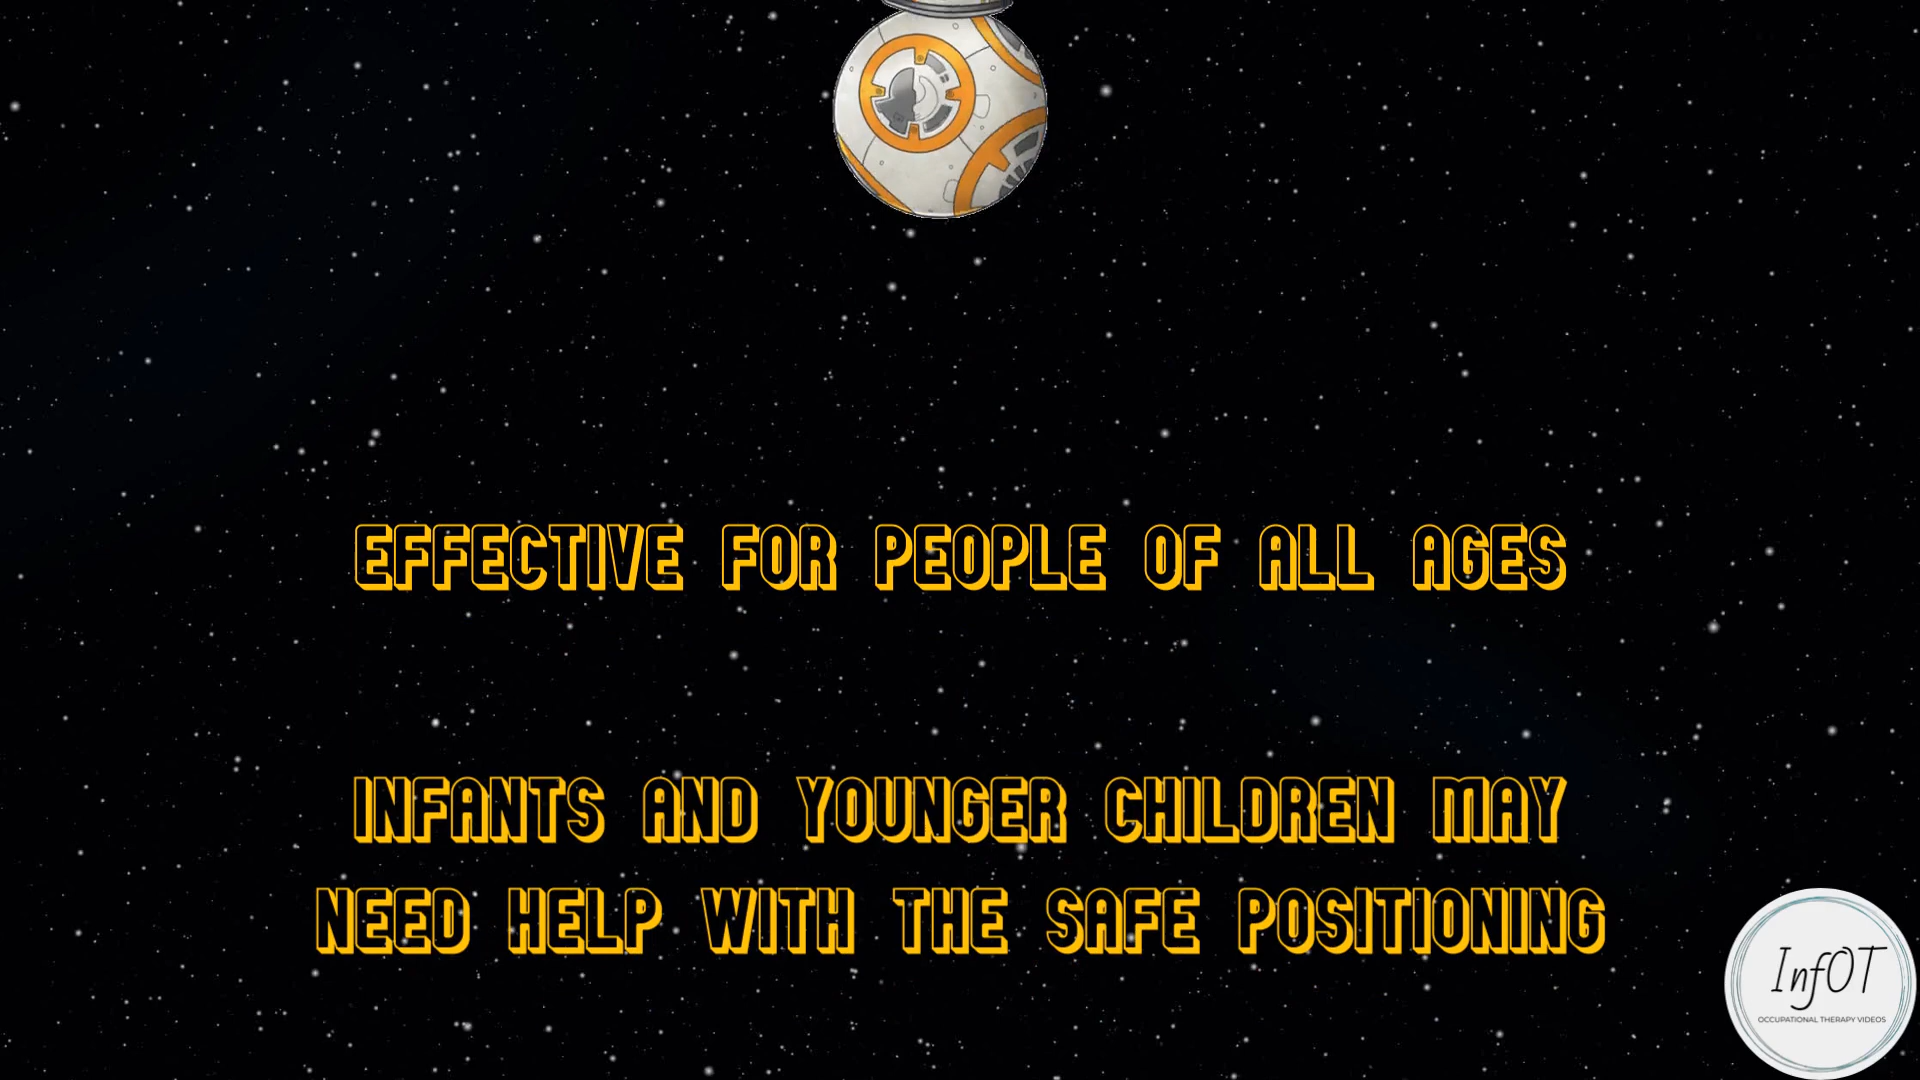 EFFECTIVE FOR PEOPLE OF ALL AGES
INFANTS AND YOUNGER CHILDREN MAY
NEED HELP WITH THE SAFE POSITIONING
InfOT
OCCUPATIONAL THERAPY VIDEOS